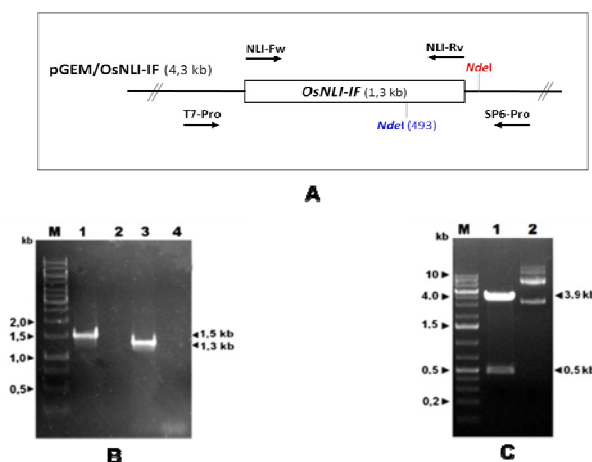 NLI-Fw NLI-Rv NdeI
pGEM/OsNLI-IF (4,3 kb)
OsNLI-IF (1,3 kb)
T7-Pro NdeI (493) SP6-Pro
A
kb M 1 2 3 4
2,0
1,5
1,0
0,5
1,5 kb
1,3 kb
B
kb M 1 2
10
4.0
1,5
0,5
0,2
3.9 kb
0,5 kb
C